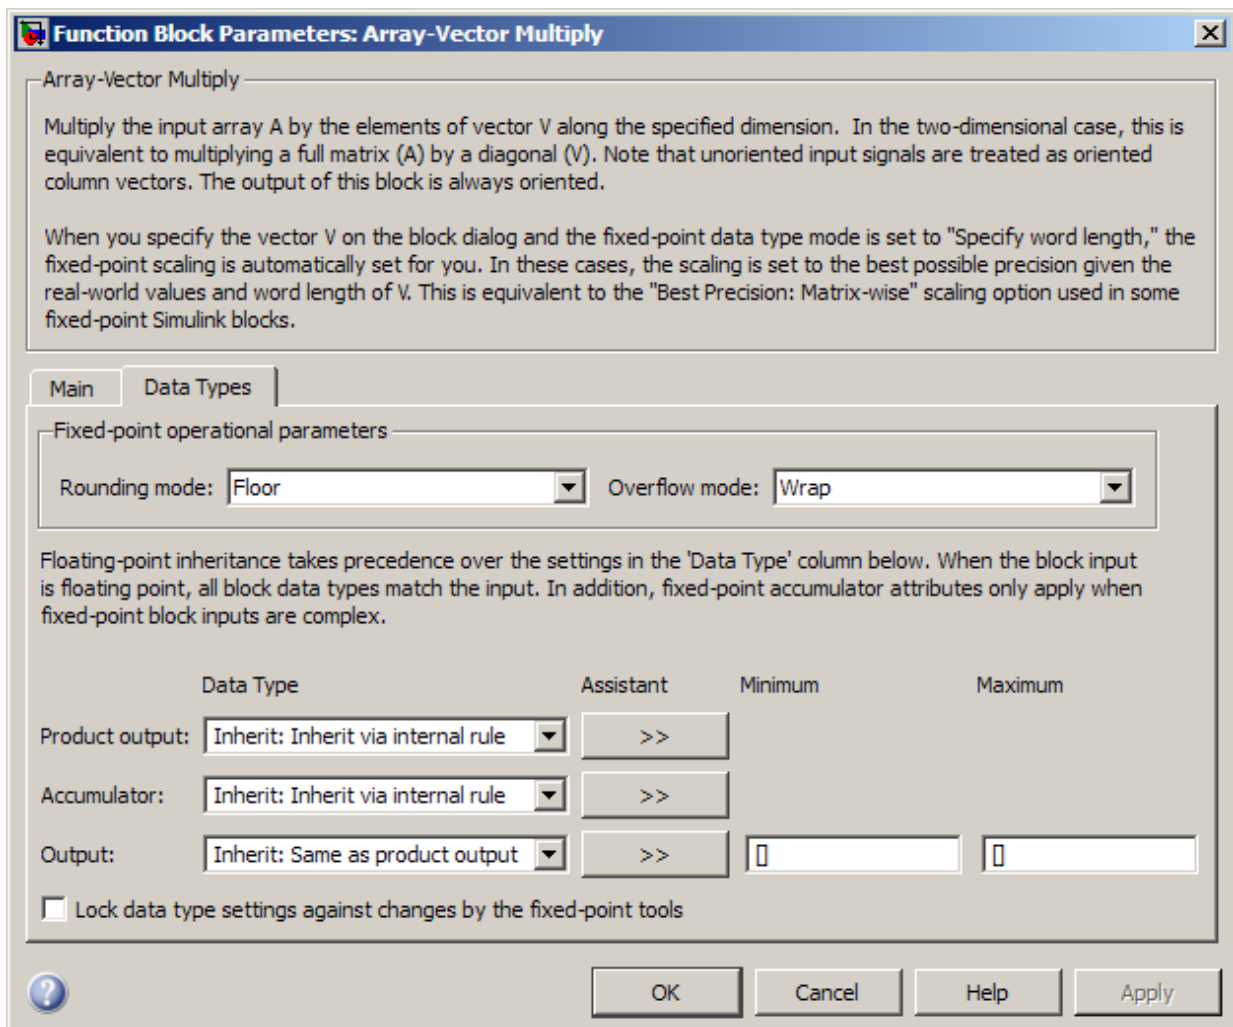 Function Block Parameters: Array-Vector Multiply
Array-Vector Multiply
Multiply the input array A by the elements of vector V along the specified dimension.  In the two-dimensional case, this is
equivalent to multiplying a full matrix (A) by a diagonal (V). Note that unoriented input signals are treated as oriented
column vectors. The output of this block is always oriented.
When you specify the vector V on the block dialog and the fixed-point data type mode is set to "Specify word length," the
fixed-point scaling is automatically set for you. In these cases, the scaling is set to the best possible precision given the
real-world values and word length of V. This is equivalent to the "Best Precision: Matrix-wise" scaling option used in some
fixed-point Simulink blocks.
Main Data Types
Fixed-point operational parameters
Rounding mode: Floor Overflow mode: Wrap
Floating-point inheritance takes precedence over the settings in the 'Data Type' column below. When the block input
is floating point, all block data types match the input. In addition, fixed-point accumulator attributes only apply when
fixed-point block inputs are complex.
Data Type Assistant Minimum Maximum
Product output: Inherit: Inherit via internal rule >>
Accumulator: Inherit: Inherit via internal rule >>
Output: Inherit: Same as product output >> [] []
Lock data type settings against changes by the fixed-point tools
? OK Cancel Help Apply